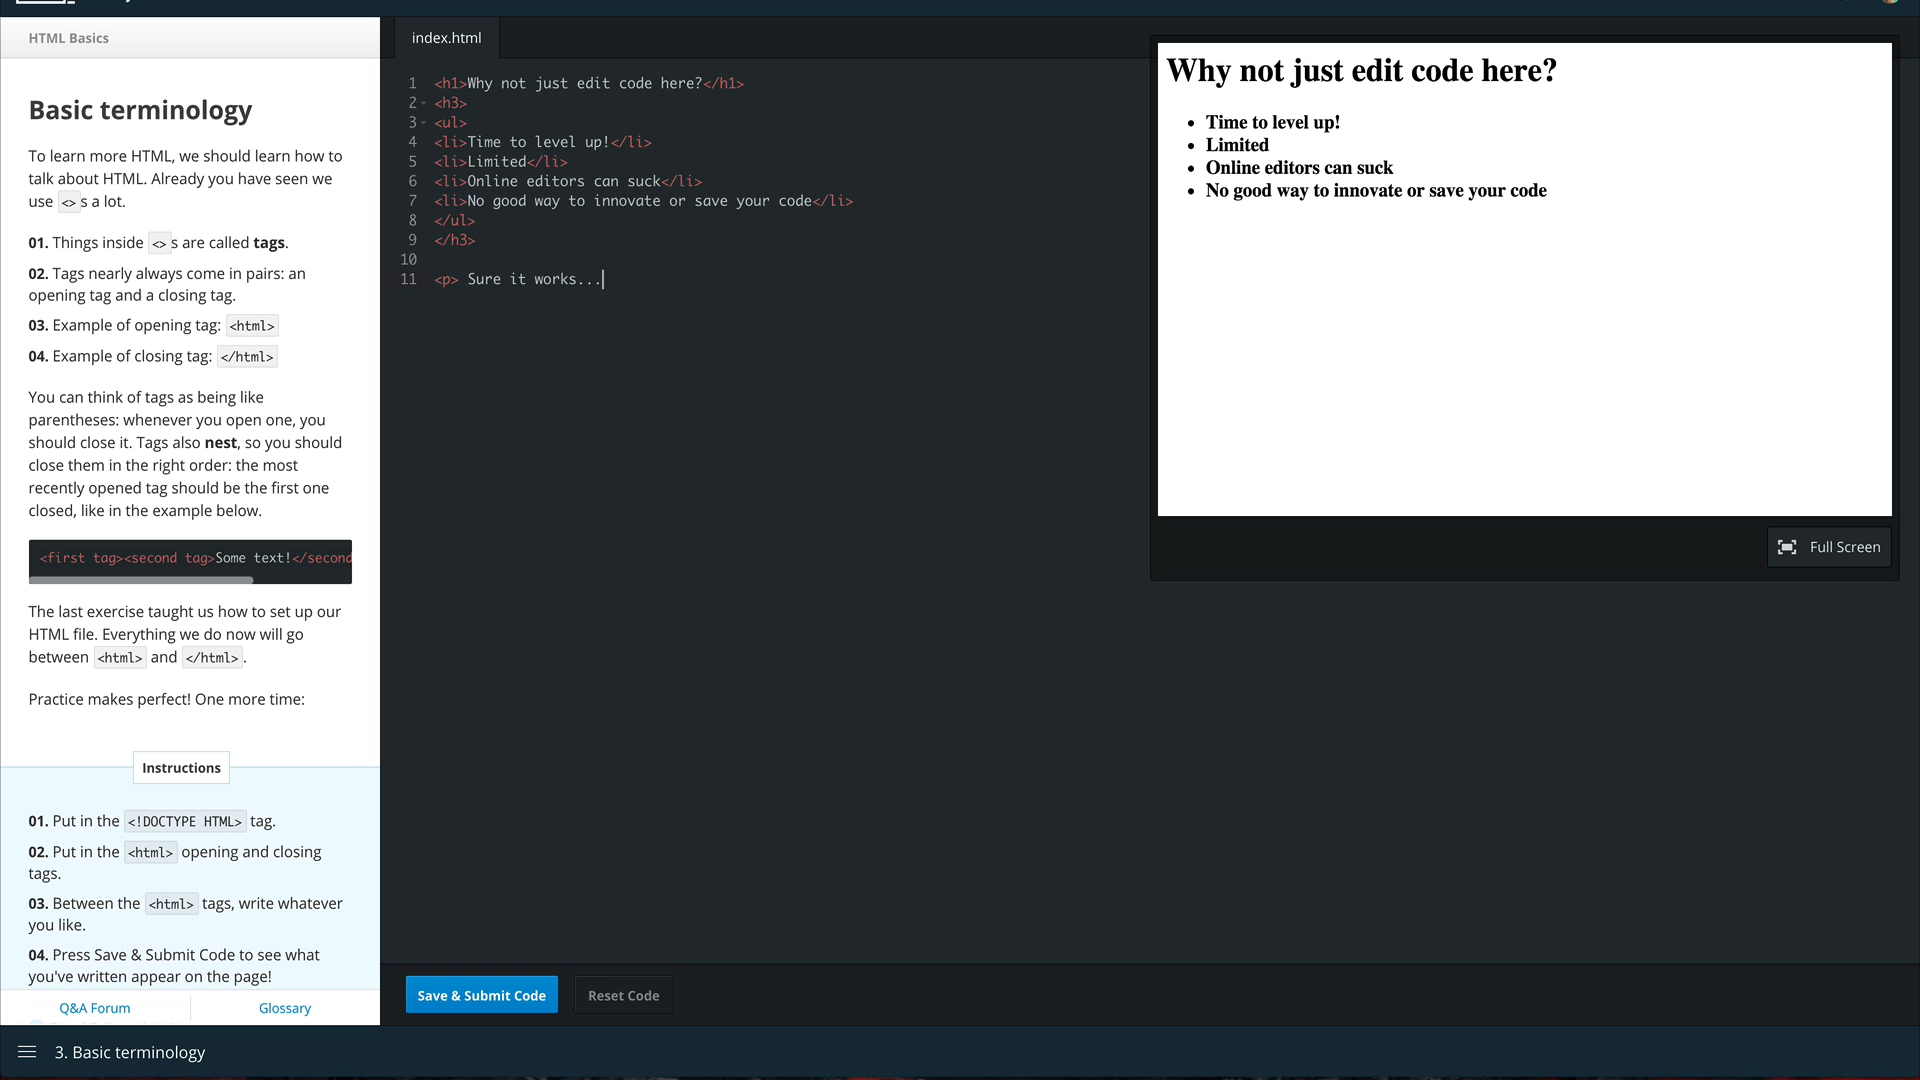 HTML Basics
index.html
Basic terminology
To learn more HTML, we should learn how to
talk about HTML. Already you have seen we
use <>s a lot.
01. Things inside <>s are called tags.
02. Tags nearly always come in pairs: an
opening tag and a closing tag.
03. Example of opening tag: <html>
04. Example of closing tag: </html>
You can think of tags as being like
parentheses: whenever you open one, you
should close it. Tags also nest, so you should
close them in the right order: the most
recently opened tag should be the first one
closed, like in the example below.
<first tag><second tag>Some text!</second
The last exercise taught us how to set up our
HTML file. Everything we do now will go
between <html> and </html>.
Practice makes perfect! One more time:
Instructions
01. Put in the <!DOCTYPE HTML> tag.
02. Put in the <html> opening and closing
tags.
03. Between the <html> tags, write whatever
you like.
04. Press Save & Submit Code to see what
you've written appear on the page!
Q&A Forum
Glossary
1 <h1>Why not just edit code here?</h1>
2 <h3>
3 <ul>
4 <li>Time to level up!</li>
5 <li>Limited</li>
6 <li>Online editors can suck</li>
7 <li>No good way to innovate or save your code</li>
8 </ul>
9 </h3>
10
11 <p> Sure it works...
Why not just edit code here?
• Time to level up!
• Limited
• Online editors can suck
• No good way to innovate or save your code
Full Screen
Save & Submit Code
Reset Code
3. Basic terminology